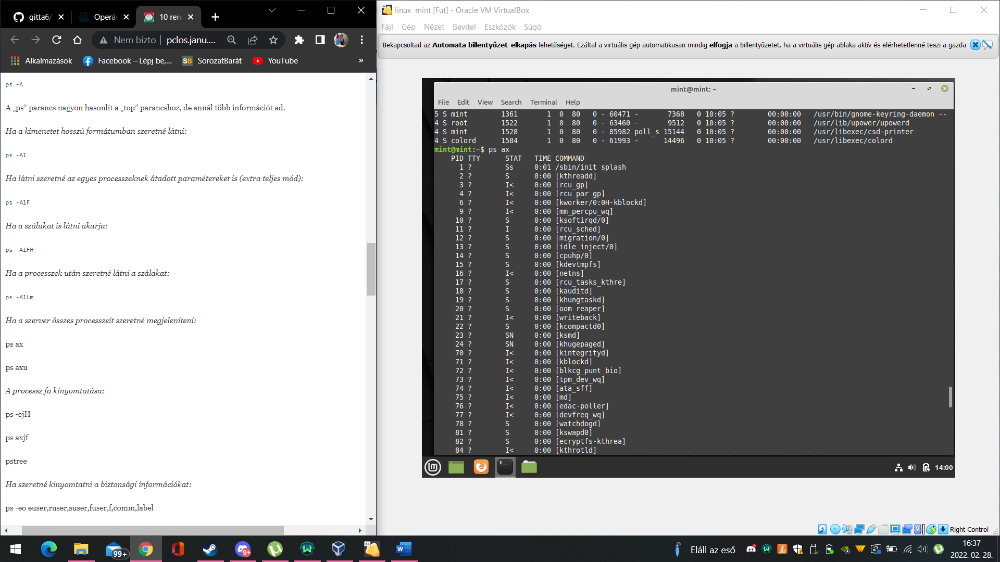 gitta6/
Operác
10 ren
Nem bizto
pclos.janu....
Alkalmazások
Facebook – Lépj be,...
SorozatBarát
YouTube
»
ps -A
A „ps” parancs nagyon hasonlít a „top” parancshoz, de annál több információt ad.
Ha a kimenetet hosszú formátumban szeretné látni:
ps -Al
Ha látni szeretné az egyes processzeknek átadott paramétereket is (extra teljes mód):
ps -AlF
Ha a szálakat is látni akarja:
ps -AlFH
Ha a processzek után szeretné látni a szálakat:
ps -AlLm
Ha a szerver összes processzeit szeretné megjeleníteni:
ps ax
ps axu
A processz fa kinyomtatása:
ps -ejH
ps axjf
pstree
Ha szeretné kinyomtatni a biztonsági információkat:
ps -eo euser,ruser,suser,fuser,f,comm,label
linux mint [Fut] - Oracle VM VirtualBox
Fájl Gép Nézet Bevitel Eszközök Súgó
Bekapcsoltad az Automata billentyűzet-elkapás lehetőséget. Ezáltal a virtuális gép automatikusan mindig elfogja a billentyűzetet, ha a virtuális gép ablaka aktív és elérhetetlenné teszi a gazda
mint@mint: ~
File Edit View Search Terminal Help
5 S mint 1361 1 0 80 0 - 60471 - 7368 0 10:05 ? 00:00:00 /usr/bin/gnome-keyring-daemon --
4 S root 1522 1 0 80 0 - 63460 - 9512 0 10:05 ? 00:00:00 /usr/lib/upower/upowerd
4 S mint 1528 1 0 80 0 - 85982 poll_s 15144 0 10:05 ? 00:00:00 /usr/libexec/csd-printer
4 S colord 1584 1 0 80 0 - 61993 - 14496 0 10:05 ? 00:00:00 /usr/libexec/colord
mint@mint:~$ ps ax
PID TTY STAT TIME COMMAND
1 ? Ss 0:01 /sbin/init splash
2 ? S 0:00 [kthreadd]
3 ? I< 0:00 [rcu_gp]
4 ? I< 0:00 [rcu_par_gp]
6 ? I< 0:00 [kworker/0:0H-kblockd]
9 ? I< 0:00 [mm_percpu_wq]
10 ? S 0:00 [ksoftirqd/0]
11 ? I 0:00 [rcu_sched]
12 ? S 0:00 [migration/0]
13 ? S 0:00 [idle_inject/0]
14 ? S 0:00 [cpuhp/0]
15 ? S 0:00 [kdevtmpfs]
16 ? I< 0:00 [netns]
17 ? S 0:00 [rcu_tasks_kthre]
18 ? S 0:00 [kauditd]
19 ? S 0:00 [khungtaskd]
20 ? S 0:00 [oom_reaper]
21 ? I< 0:00 [writeback]
22 ? S 0:00 [kcompactd0]
23 ? SN 0:00 [ksmd]
24 ? SN 0:00 [khugepaged]
70 ? I< 0:00 [kintegrityd]
71 ? I< 0:00 [kblockd]
72 ? I< 0:00 [blkcg_punt_bio]
73 ? I< 0:00 [tpm_dev_wq]
74 ? I< 0:00 [ata_sff]
75 ? I< 0:00 [md]
76 ? I< 0:00 [edac-poller]
77 ? I< 0:00 [devfreq_wq]
78 ? S 0:00 [watchdogd]
81 ? S 0:00 [kswapd0]
82 ? S 0:00 [ecryptfs-kthrea]
84 ? I< 0:00 [kthrotld]
14:00
Right Control
99+
9+
Eláll az eső
16:37
2022. 02. 28.